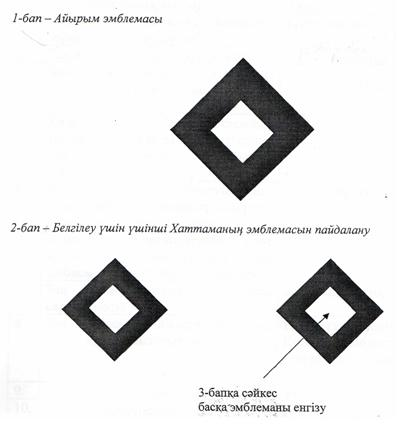 1-бап – Айырым эмблемасы
2-бап – Белгілеу үшін үшінші Хаттаманың эмблемасын пайдалану
3-бапқа сәйкес
басқа эмблеманы енгізу